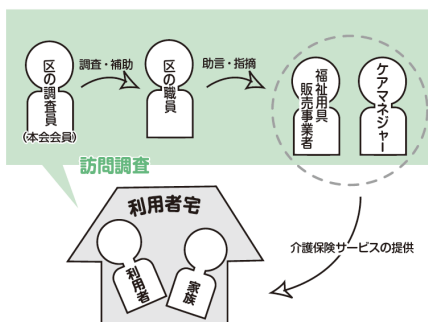 区の調査員
(本会会員)
調査・補助
区の職員
助言・指摘
福祉用具
販売事業者
ケアマネジャー
訪問調査
利用者宅
利用者
家族
介護保険サービスの提供